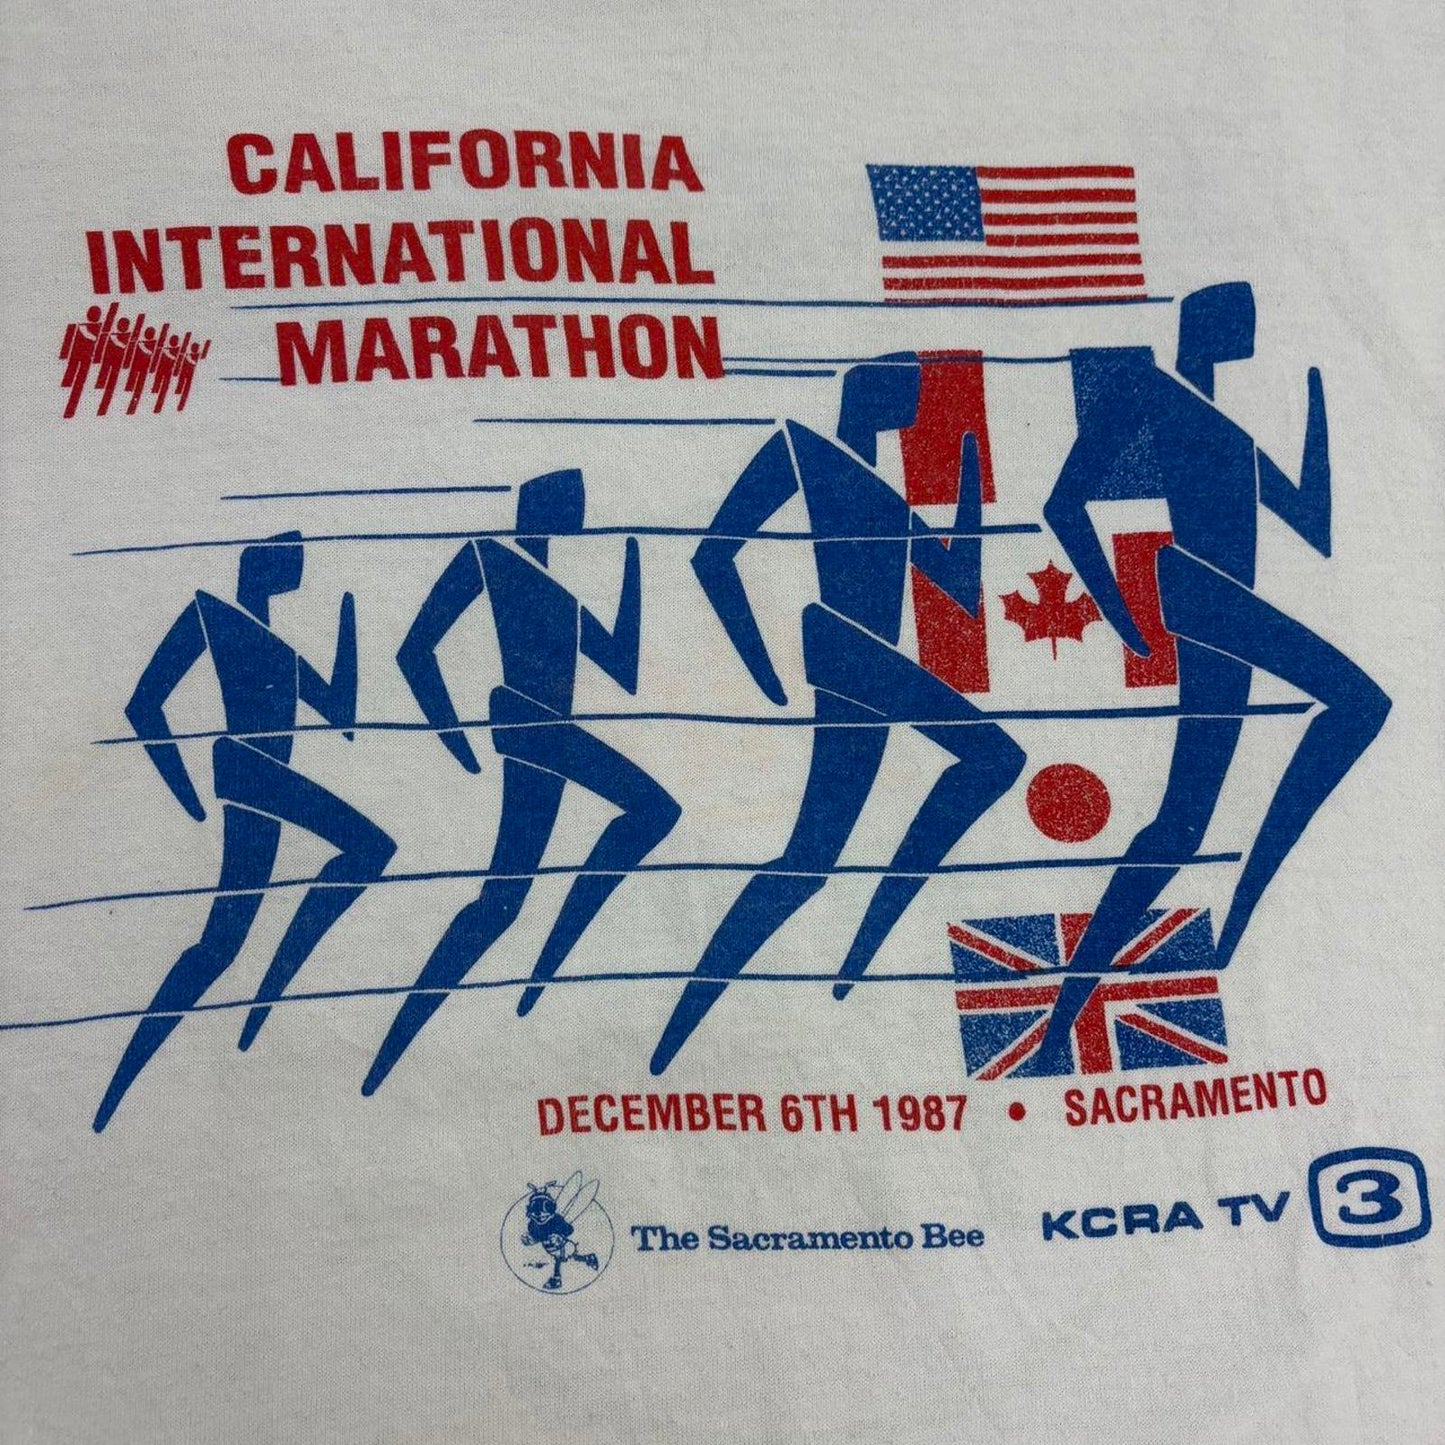 CALIFORNIA
INTERNATIONAL
MARATHON
DECEMBER 6TH 1987 • SACRAMENTO
The Sacramento Bee
KCRA TV 3